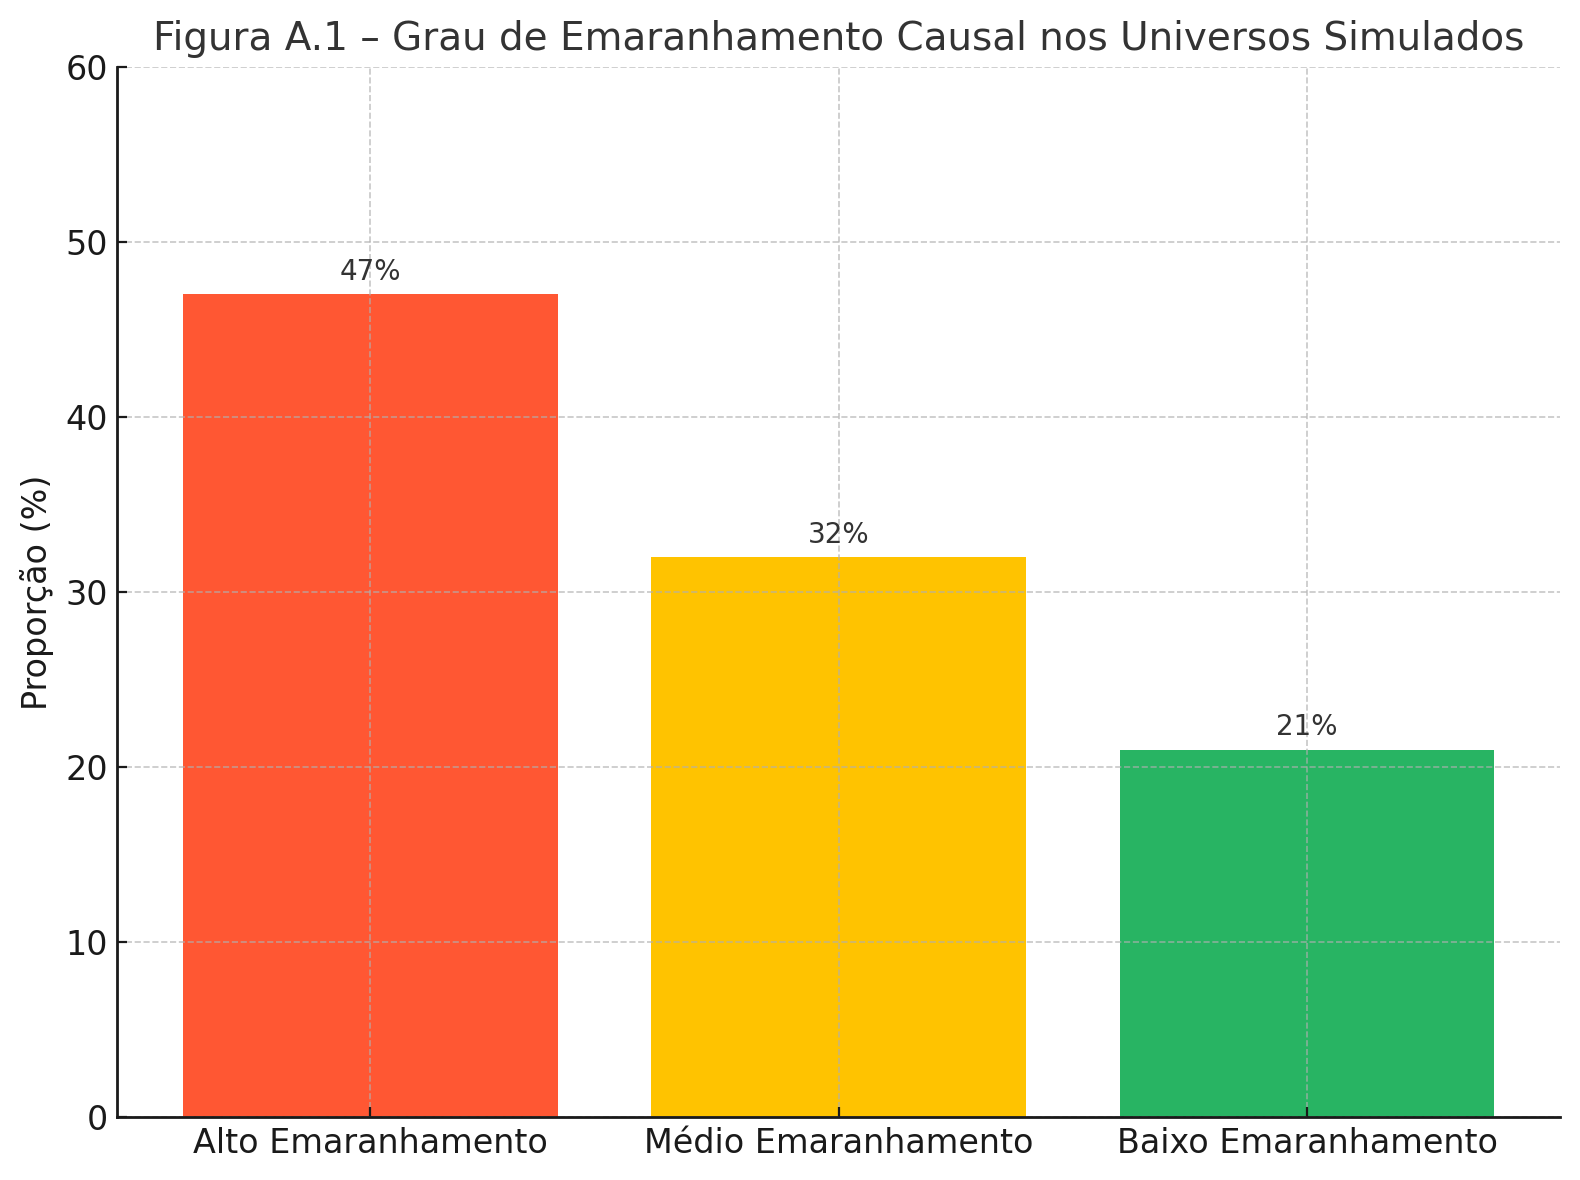 Figura A.1 – Grau de Emaranhamento Causal nos Universos Simulados
Proporção (%)
60
50
40
30
20
10
0
47%
32%
21%
Alto Emaranhamento
Médio Emaranhamento
Baixo Emaranhamento